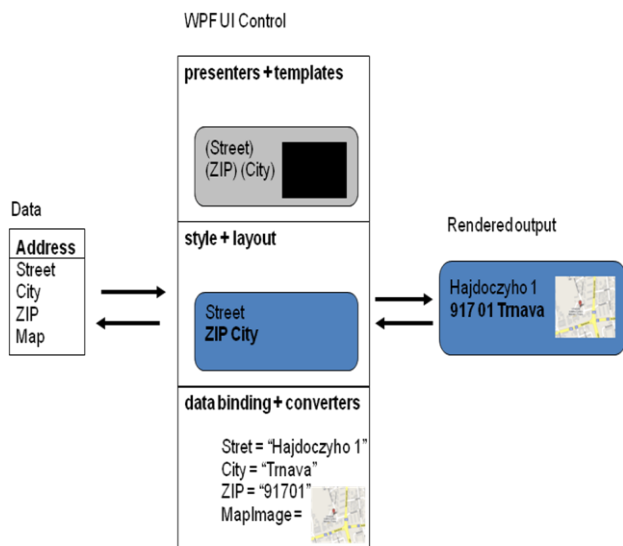 WPF UI Control
presenters + templates
(Street)
(ZIP) (City)
Data
Address
Street
City
ZIP
Map
style + layout
Street
ZIP City
Rendered output
Hajdoczyho 1
917 01 Trnava
data binding + converters
Stret = "Hajdoczyho 1"
City = "Trnava"
ZIP = "91701"
MapImage =